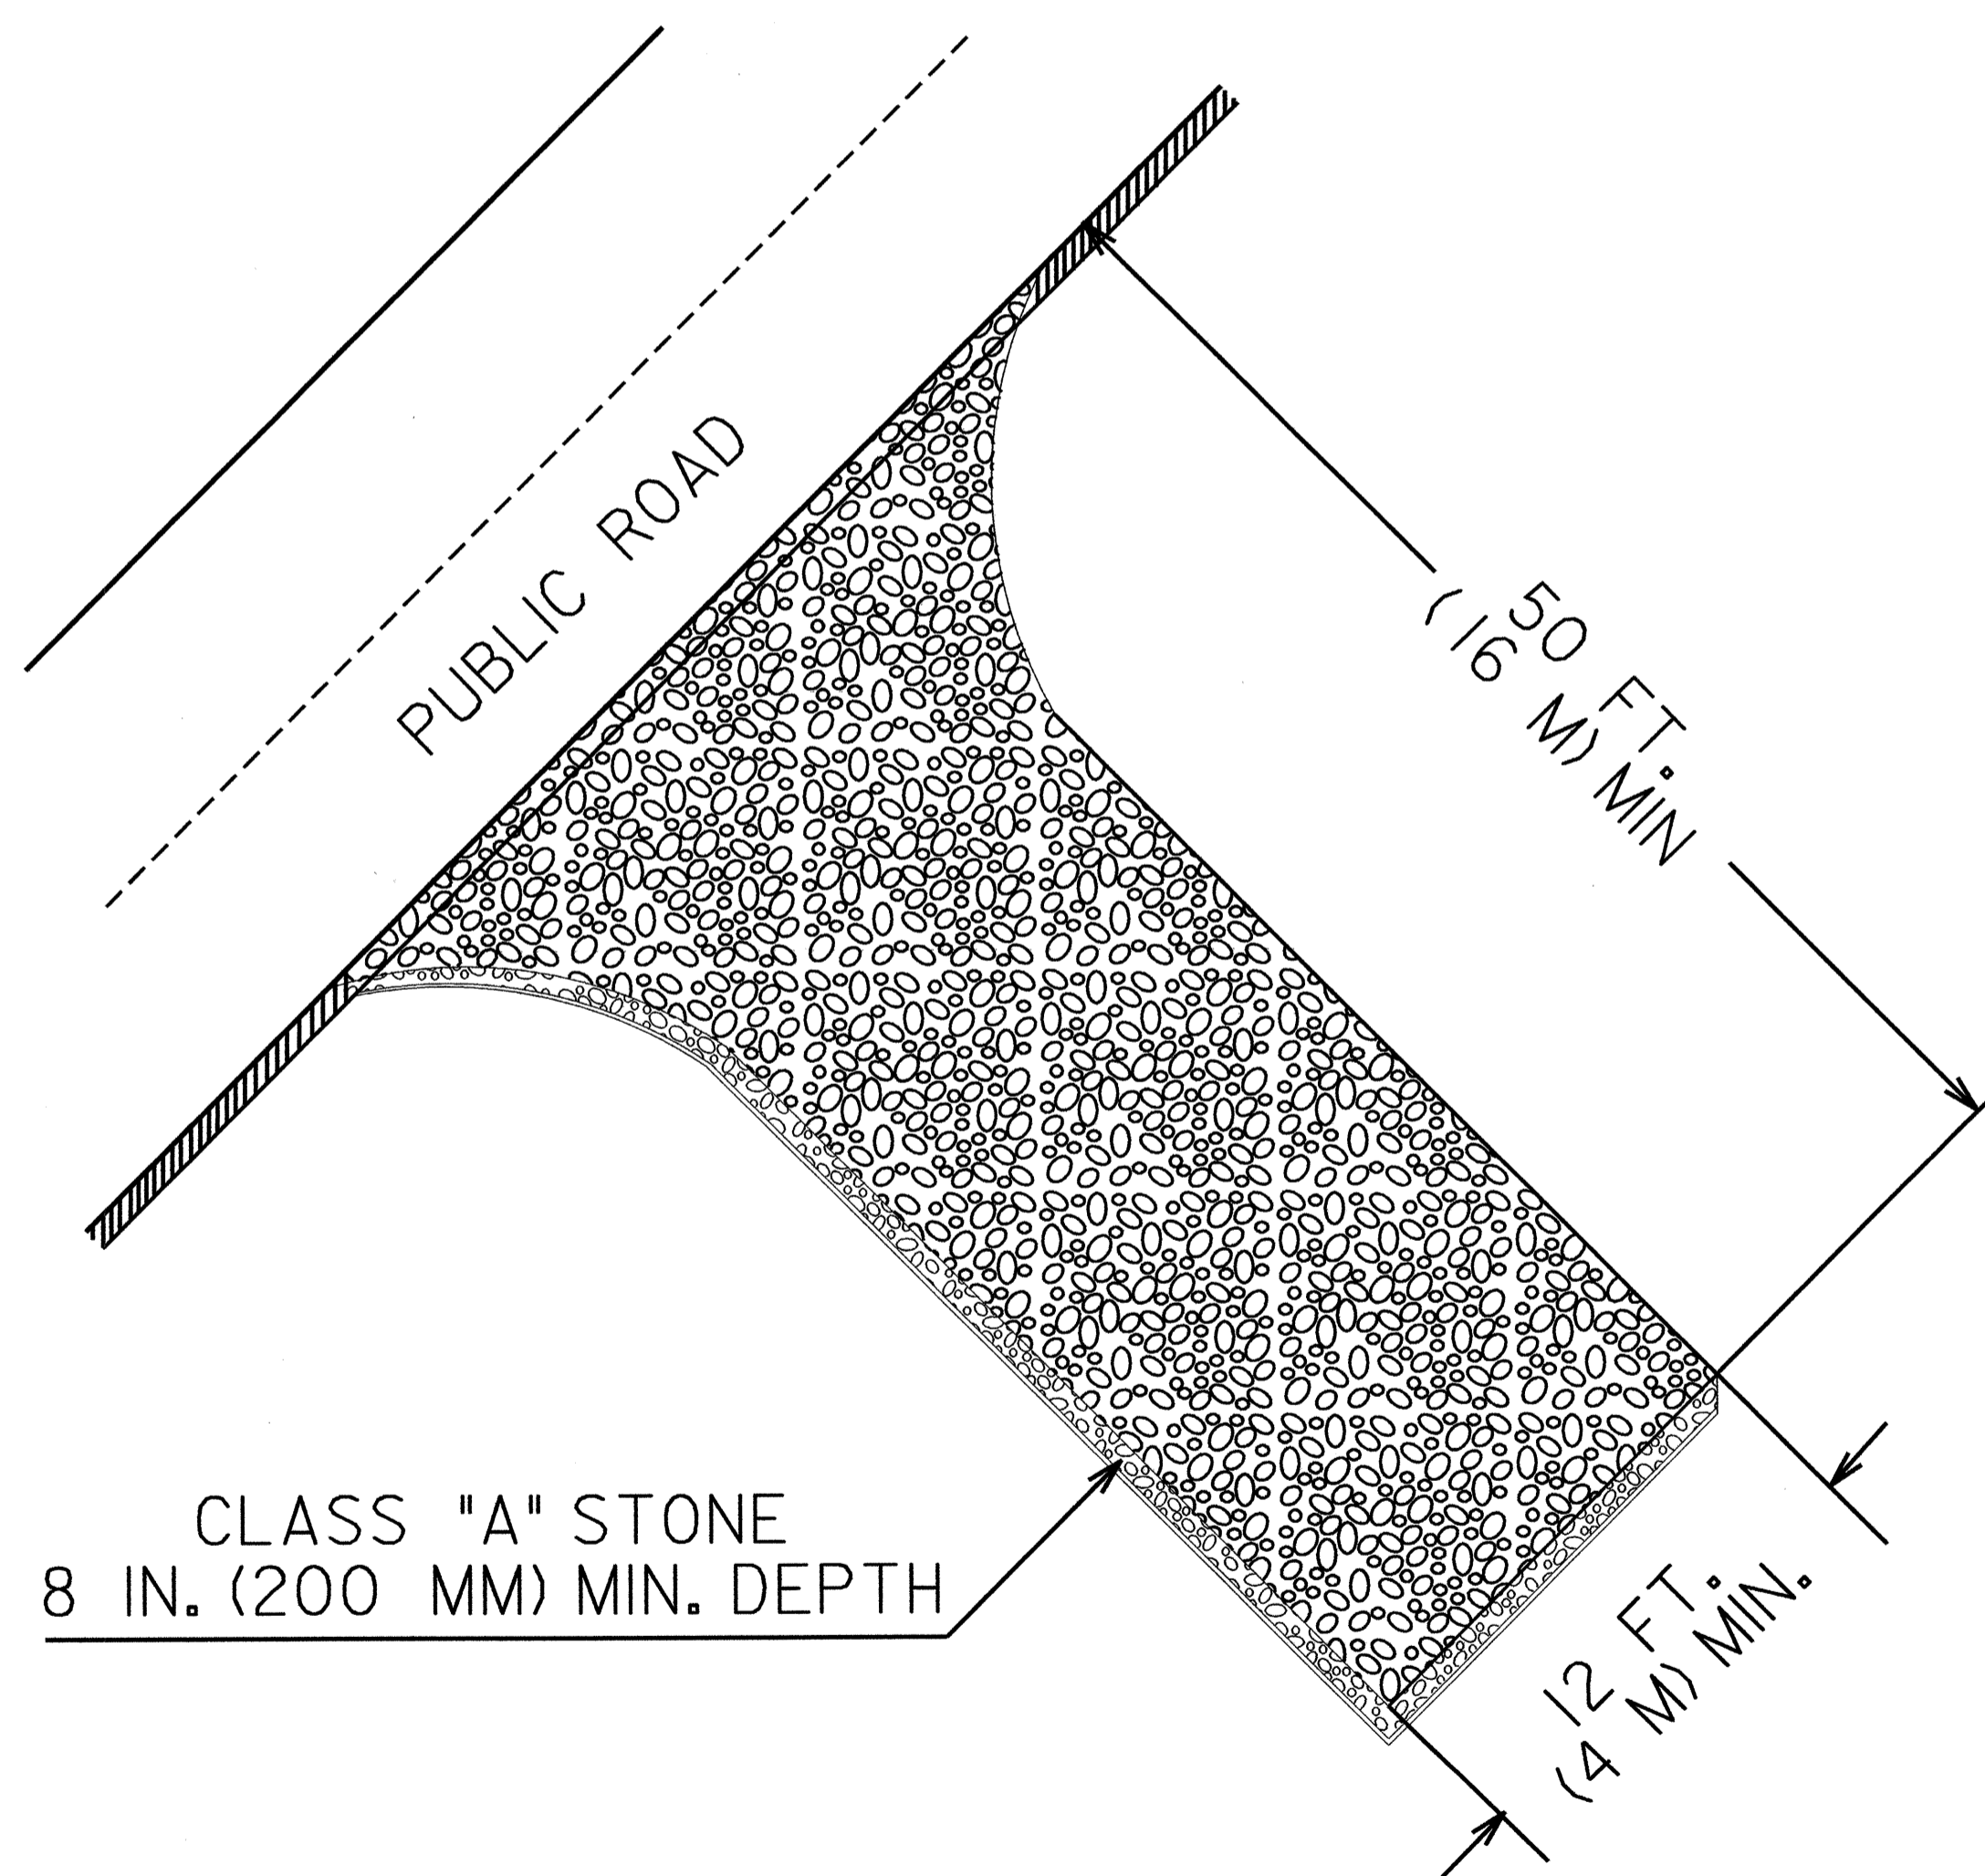 PUBLIC ROAD
50 FT.
(16 M) MIN
CLASS "A" STONE
8 IN. (200 MM) MIN. DEPTH
12 FT.
(4 M) MIN.